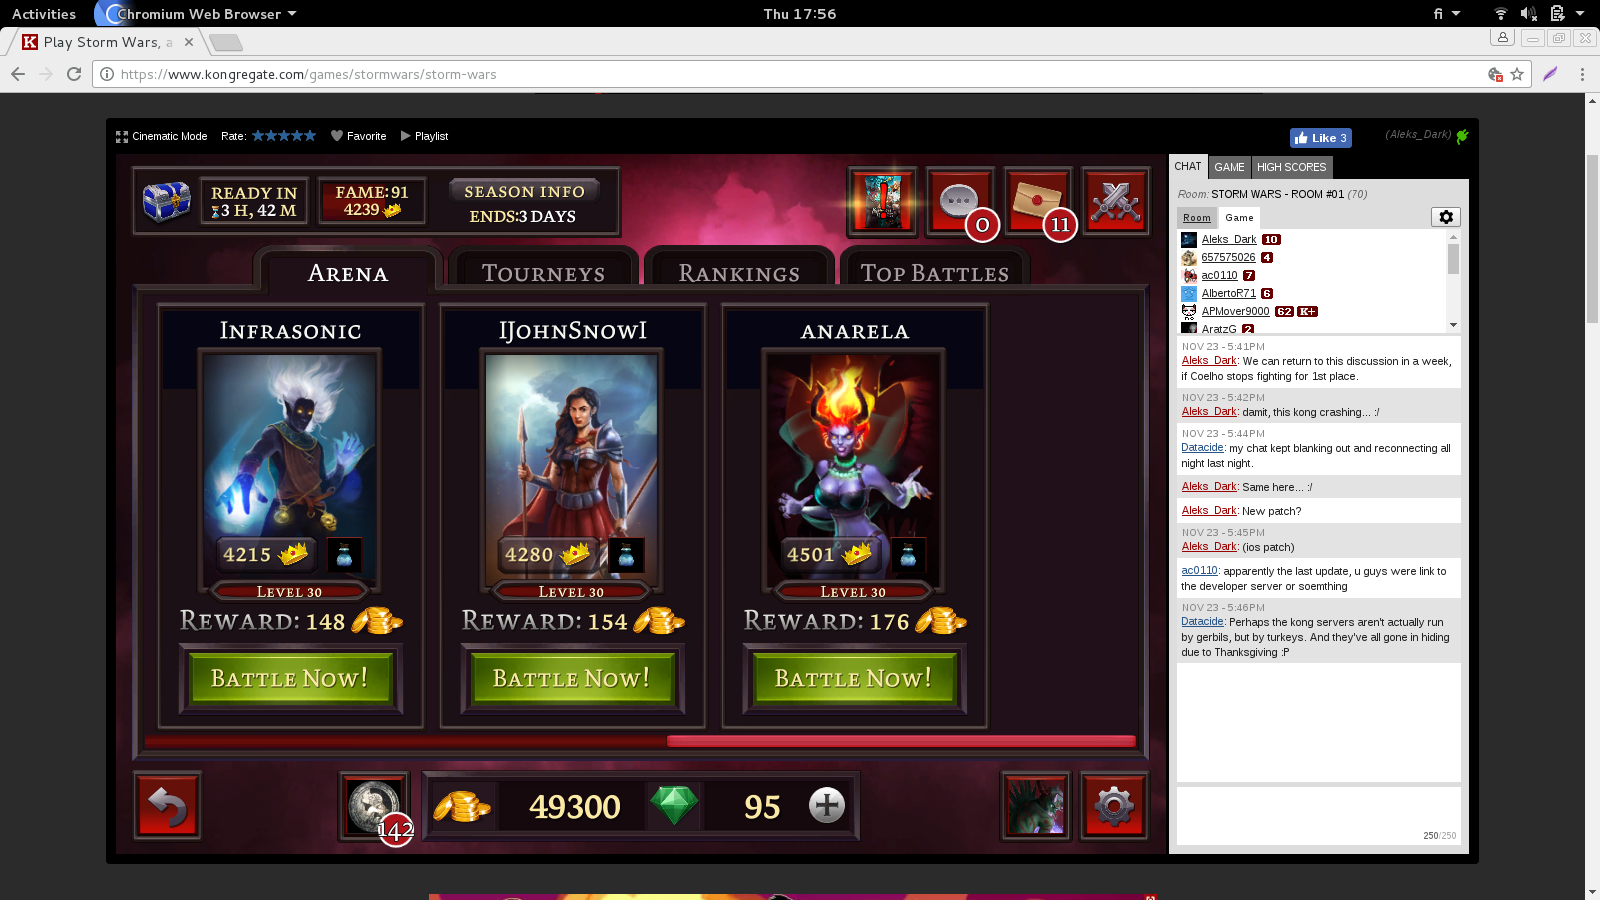 Activities
Chromium Web Browser
Thu 17:56
fi
Play Storm Wars, a
https://www.kongregate.com/games/stormwars/storm-wars
Cinematic Mode
Rate:
Favorite
Playlist
Like 3
(Aleks_Dark)
READY IN
3 H, 42 M
FAME:91
4239
SEASON INFO
ENDS:3 DAYS
0
11
ARENA
TOURNEYS
RANKINGS
TOP BATTLES
INFRASONIC
4215
LEVEL 30
REWARD: 148
BATTLE NOW!
IJOHNSNOWI
4280
LEVEL 30
REWARD: 154
BATTLE NOW!
ANARELA
4501
LEVEL 30
REWARD: 176
BATTLE NOW!
142
49300
95
CHAT
GAME
HIGH SCORES
Room: STORM WARS - ROOM #01 (70)
Room
Game
Aleks_Dark 10
657575026 4
ac0110 7
AlbertoR71 6
APMover9000 62 K+
AratzG 2
NOV 23 - 5:41PM
Aleks_Dark: We can return to this discussion in a week,
if Coelho stops fighting for 1st place.
NOV 23 - 5:42PM
Aleks_Dark: damit, this kong crashing... :/
NOV 23 - 5:44PM
Datacide: my chat kept blanking out and reconnecting all
night last night.
Aleks_Dark: Same here... :/
Aleks_Dark: New patch?
NOV 23 - 5:45PM
Aleks_Dark: (ios patch)
ac0110: apparently the last update, u guys were link to
the developer server or soemthing
NOV 23 - 5:46PM
Datacide: Perhaps the kong servers aren't actually run
by gerbils, but by turkeys. And they've all gone in hiding
due to Thanksgiving :P
250/250